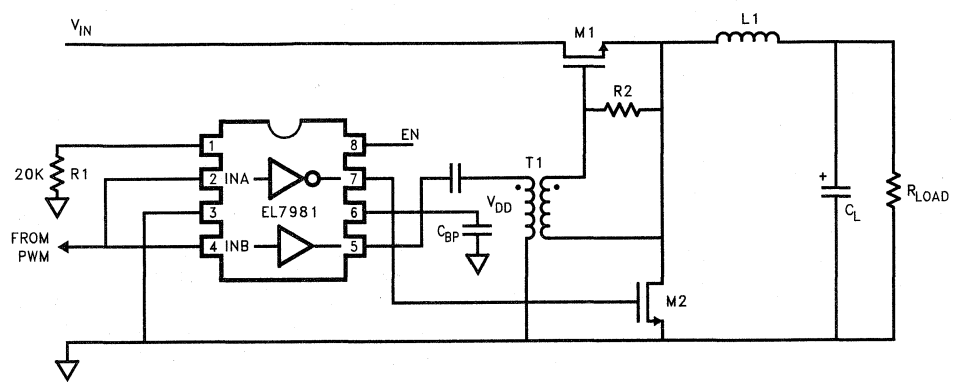 V_IN
M1
L1
R2
20K
R1
1
2
3
4
INA
EL7981
INB
8
7
6
5
EN
T1
V_DD
C_BP
FROM
PWM
M2
+
C_L
R_LOAD